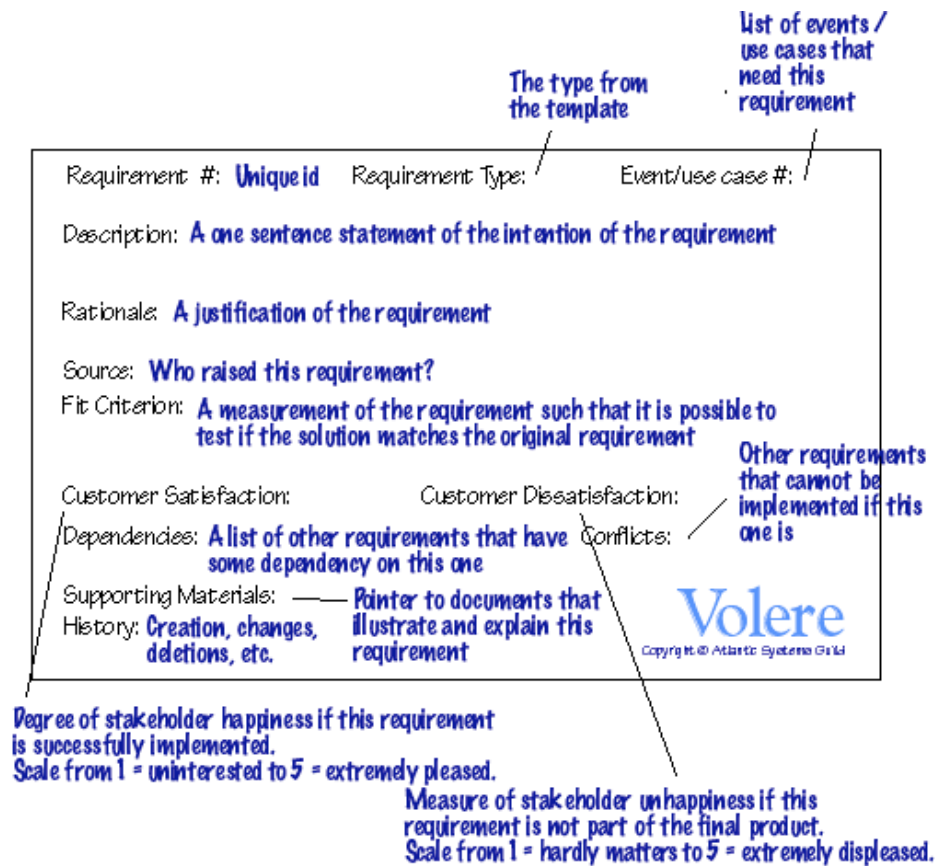 List of events /
use cases that
need this
requirement
The type from
the template
Requirement #: Unique id Requirement Type: Event/use case #:
Description: A one sentence statement of the intention of the requirement
Rationale: A justification of the requirement
Source: Who raised this requirement?
Fit Criterion: A measurement of the requirement such that it is possible to
test if the solution matches the original requirement
Other requirements
that cannot be
implemented if this
one is
Customer Satisfaction: Customer Dissatisfaction:
Dependencies: A list of other requirements that have Conflicts:
some dependency on this one
Supporting Materials: Pointer to documents that
illustrate and explain this
requirement
History: Creation, changes,
deletions, etc.
Volere
Copyright © Atlantic Systems Guild
Degree of stakeholder happiness if this requirement
is successfully implemented.
Scale from 1 = uninterested to 5 = extremely pleased.
Measure of stakeholder unhappiness if this
requirement is not part of the final product.
Scale from 1 = hardly matters to 5 = extremely displeased.